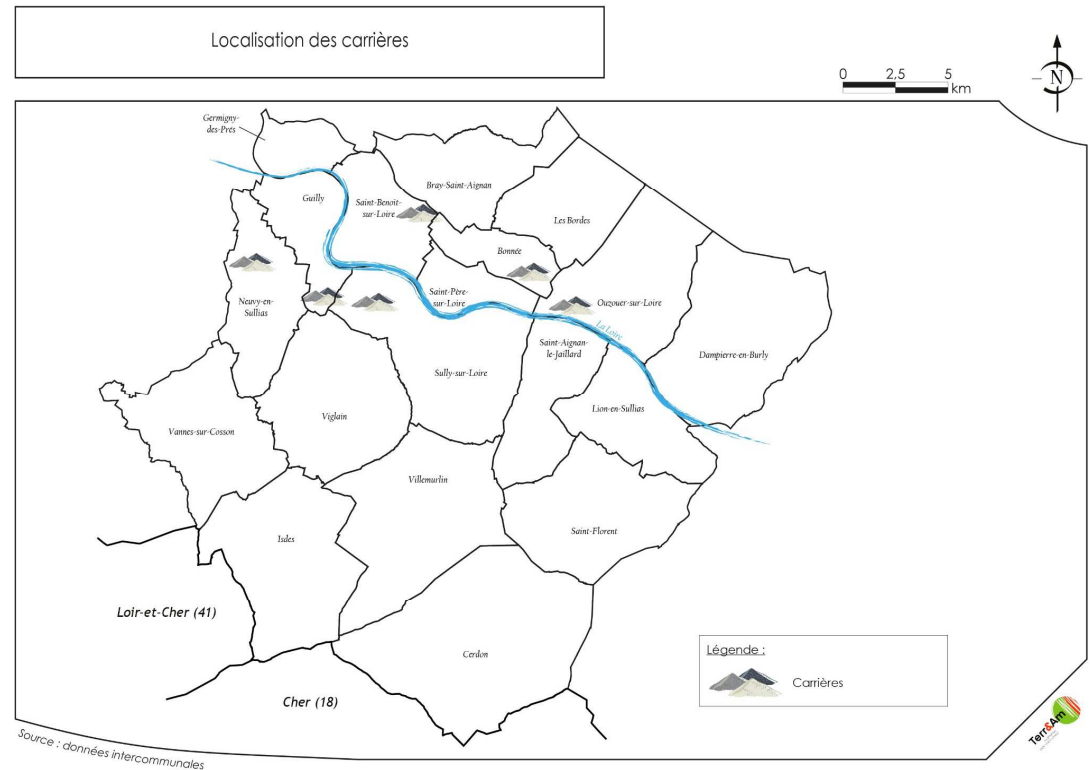 Localisation des carrières
0 2,5 5
km
N
Germigny-
des-Prés
Guilly
Saint-Benoit-
sur-Loire
Bray-Saint-Aignan
Les Bordes
Bonnée
Neuvy-en-
Sullias
Saint-Père-
sur-Loire
Ouzouer-sur-Loire
La Loire
Saint-Aignan-
le-Jaillard
Dampierre-en-Burly
Sully-sur-Loire
Lion-en-Sullias
Viglain
Vannes-sur-Cosson
Villemurlin
Saint-Florent
Isdes
Loir-et-Cher (41)
Cerdon
Cher (18)
Légende :
Carrières
Source : données intercommunales
Terr&Am